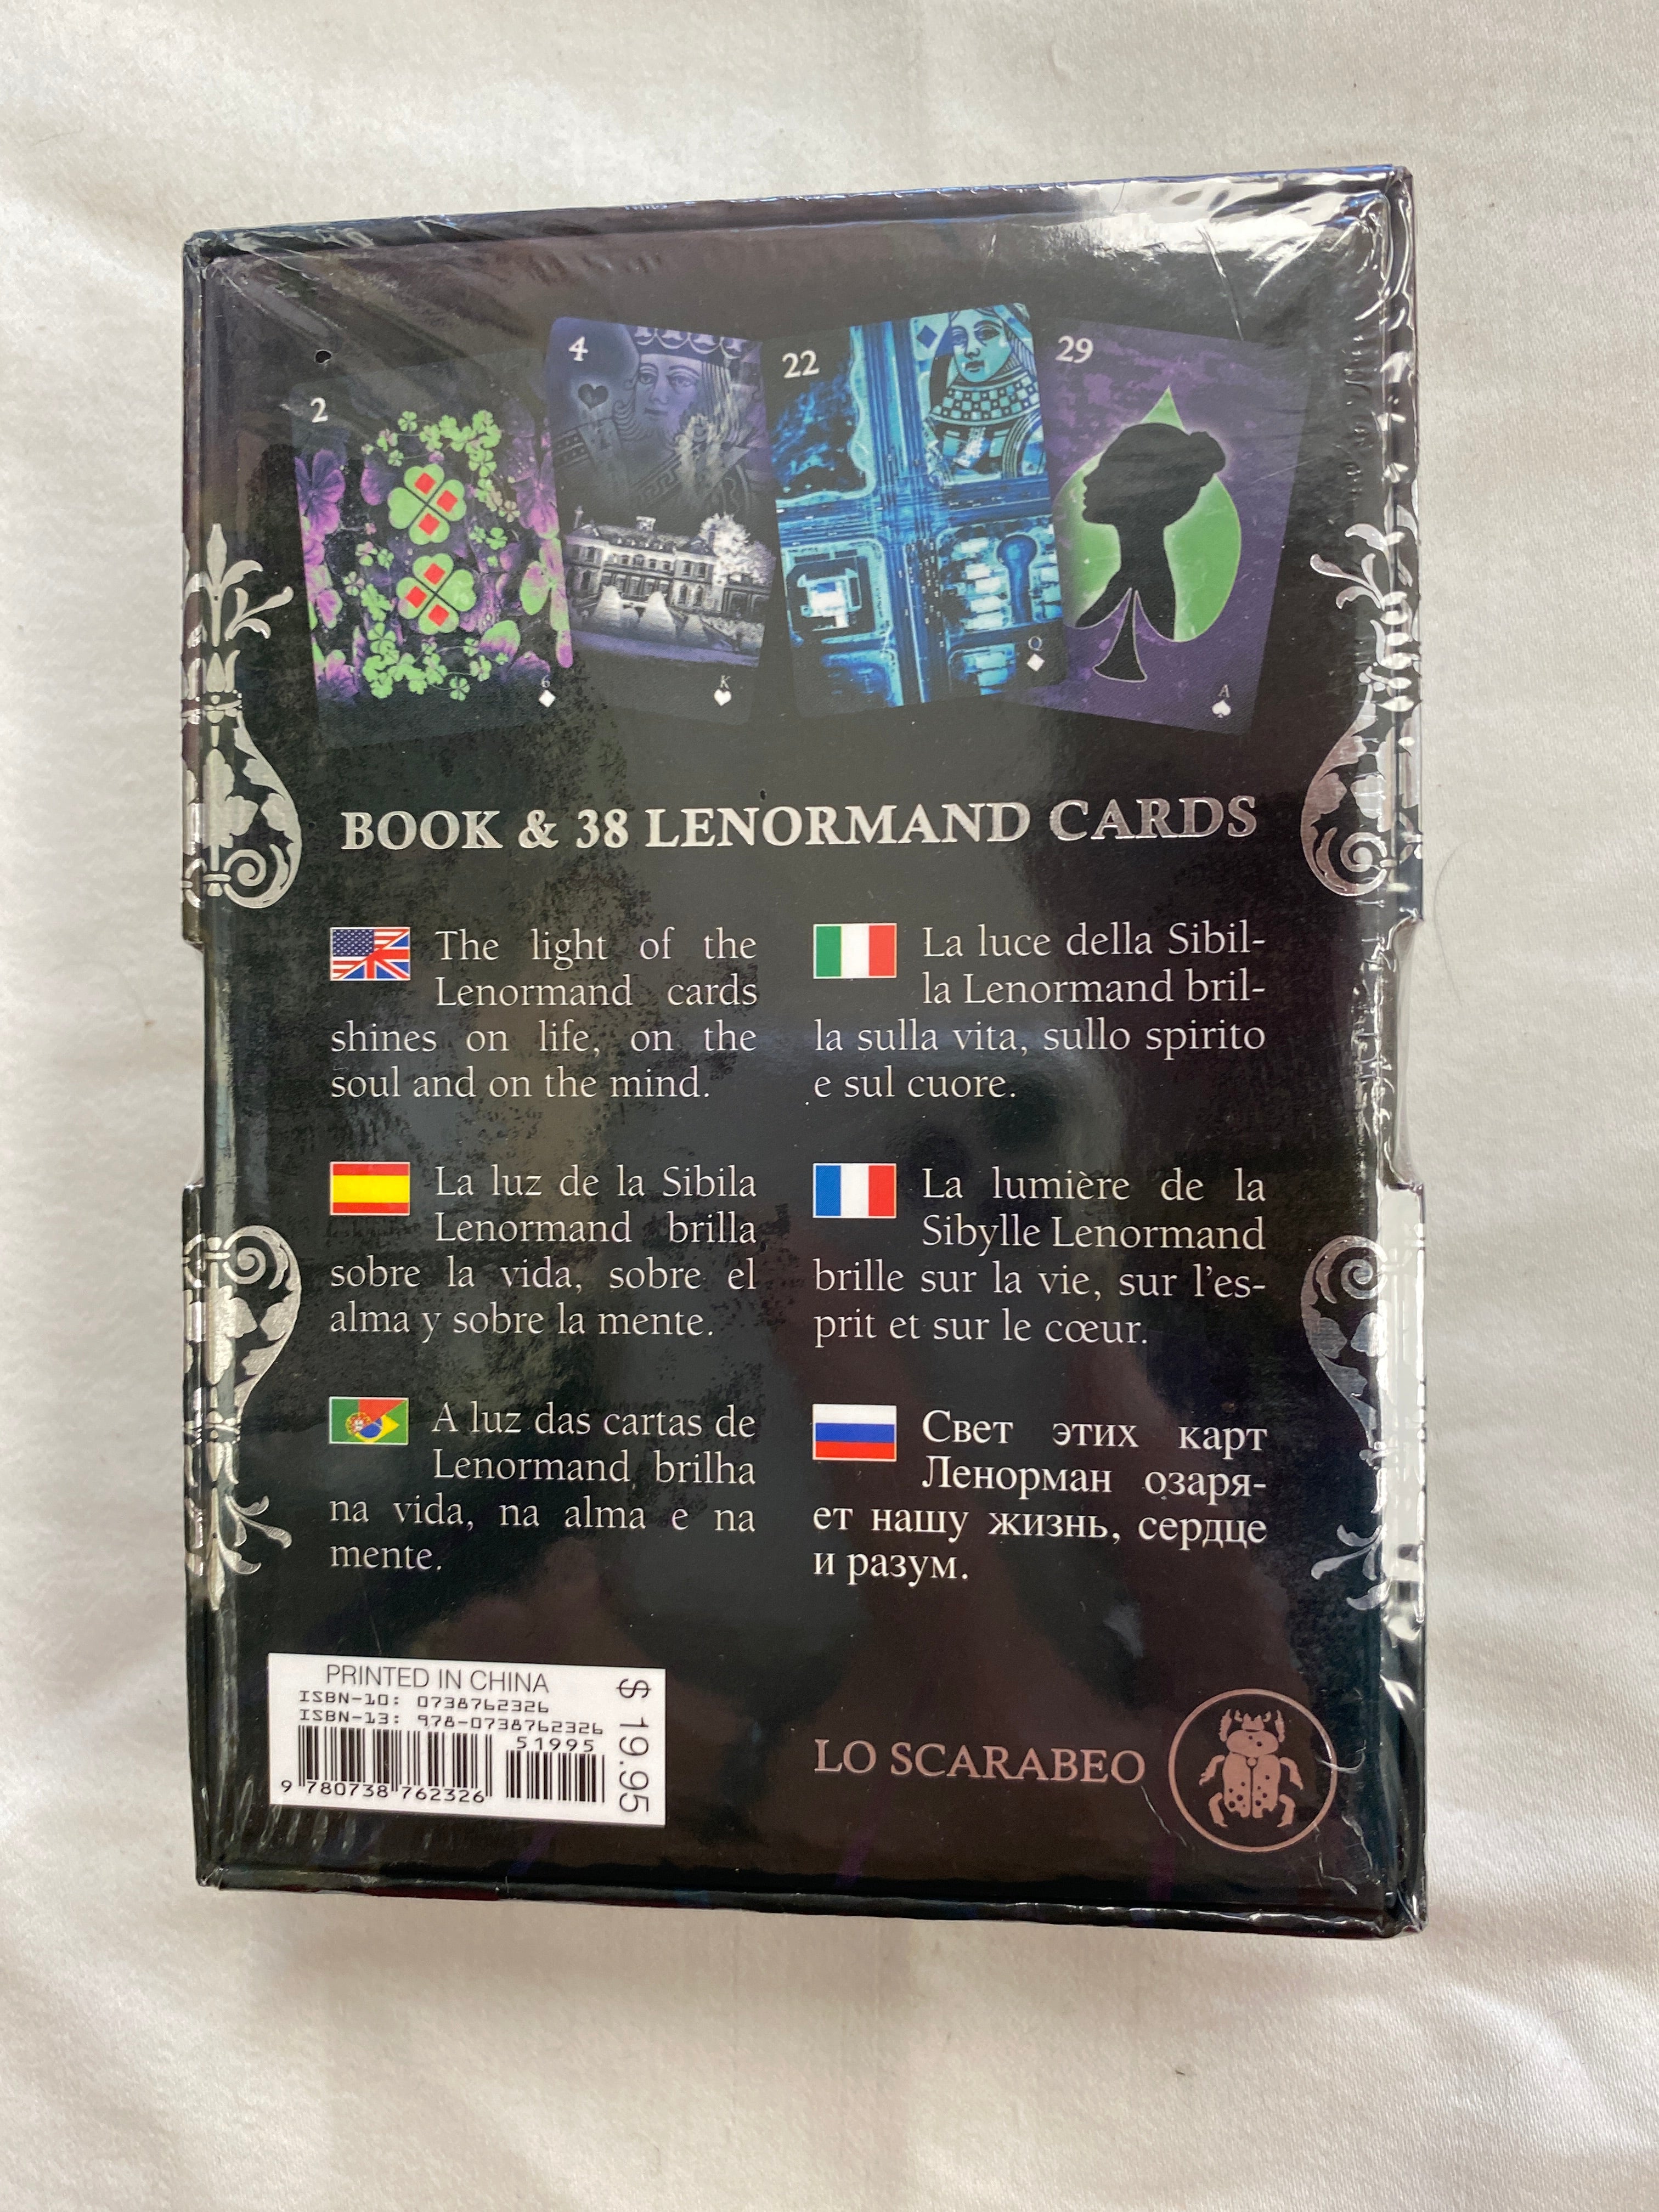 2
4
22
29
6
K
Q
A
BOOK & 38 LENORMAND CARDS
The light of the
Lenormand cards
shines on life, on the
soul and on the mind.
La luce della Sibil-
la Lenormand bril-
la sulla vita, sullo spirito
e sul cuore.
La luz de la Sibila
Lenormand brilla
sobre la vida, sobre el
alma y sobre la mente.
La lumière de la
Sibylle Lenormand
brille sur la vie, sur l'es-
prit et sur le cœur.
A luz das cartas de
Lenormand brilha
na vida, na alma e na
mente.
Свет этих карт
Ленорман озаря-
ет нашу жизнь, сердце
и разум.
PRINTED IN CHINA
ISBN-10: 0738762326
ISBN-13: 978-0738762326
51995
9 780738 762326
$ 19.95
LO SCARABEO